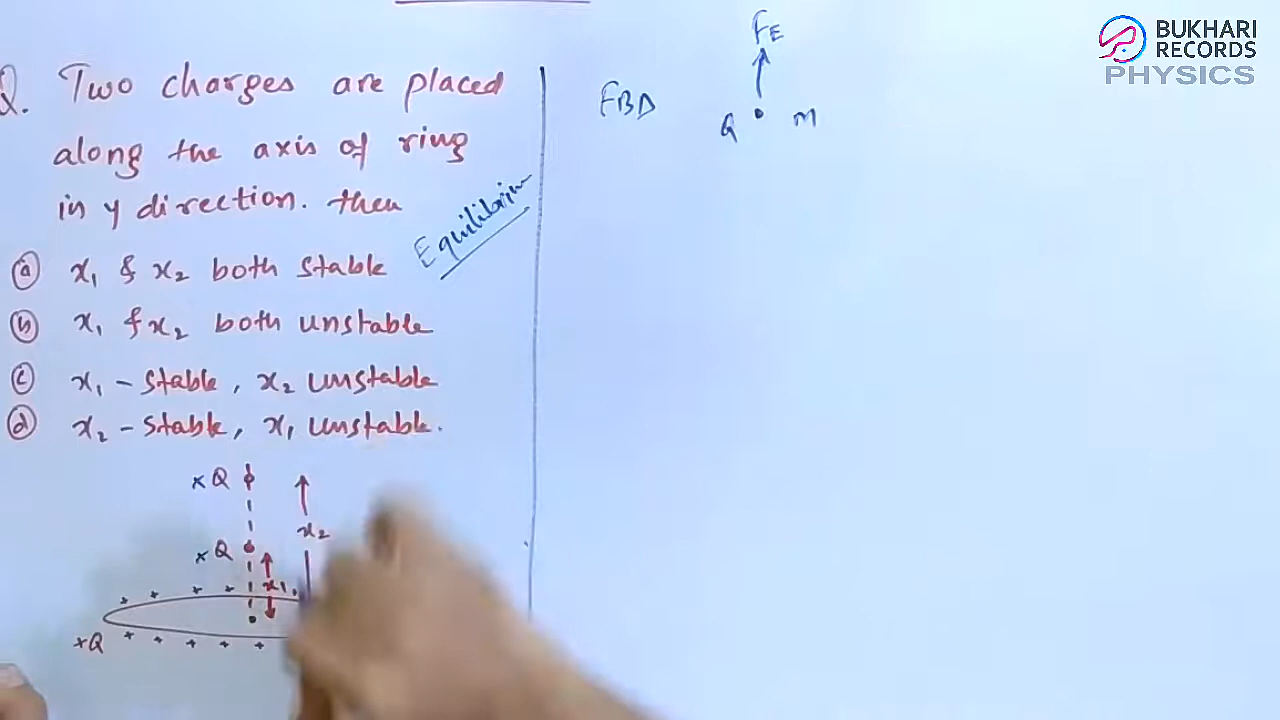 Q. Two charges are placed
along the axis of ring
in y direction. then
Equilibrium
(a) x₁ & x₂ both stable
(b) x₁ & x₂ both unstable
(c) x₁ - stable, x₂ unstable
(d) x₂ - stable, x₁ unstable.
+Q
x₂
+Q
x₁
+ + + +
+Q + + + + +
FBD
F_E
Q M
BUKHARI
RECORDS
PHYSICS